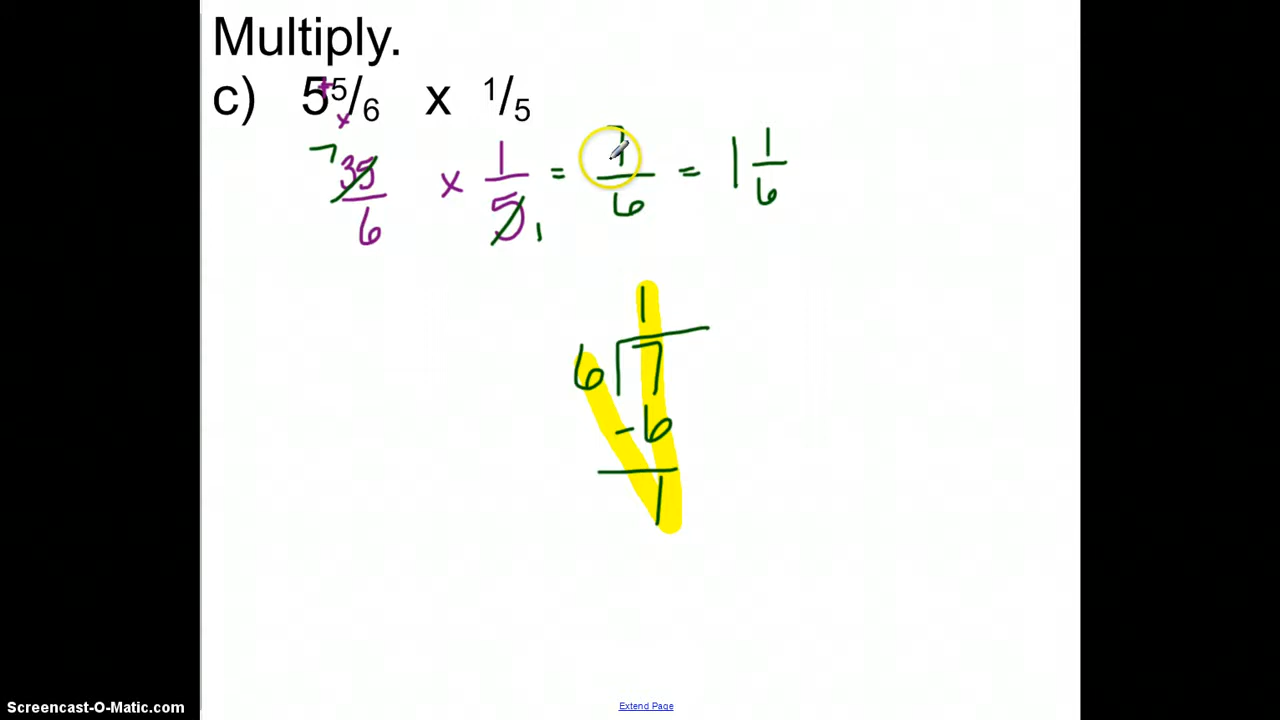 Multiply.
c) 5 5/6 x 1/5
7
35/6 x 1/5 1 = 7/6 = 1 1/6
1
6 7
- 6
1
Screencast-O-Matic.com
Extend Page